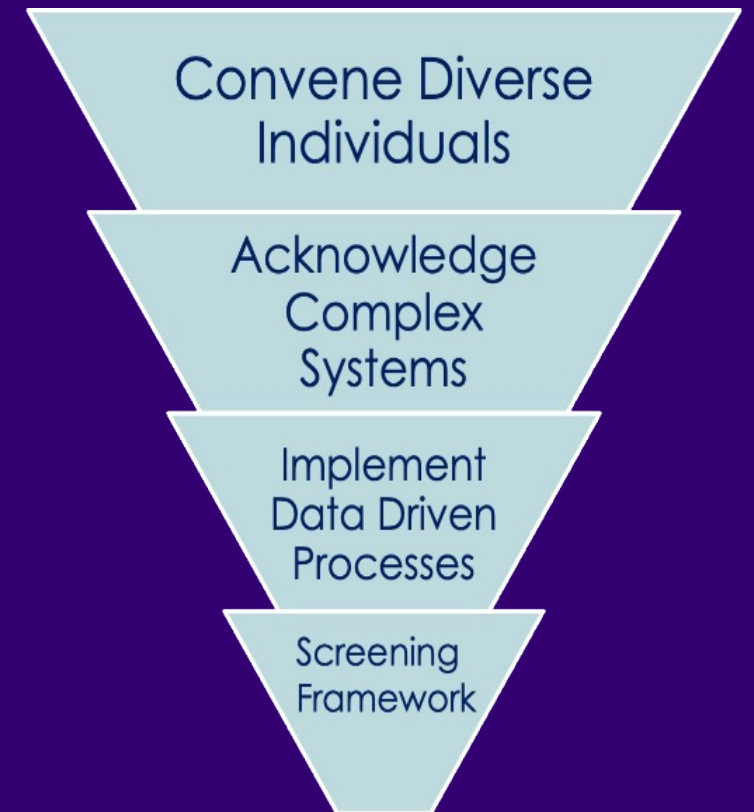 Convene Diverse
Individuals
Acknowledge
Complex
Systems
Implement
Data Driven
Processes
Screening
Framework